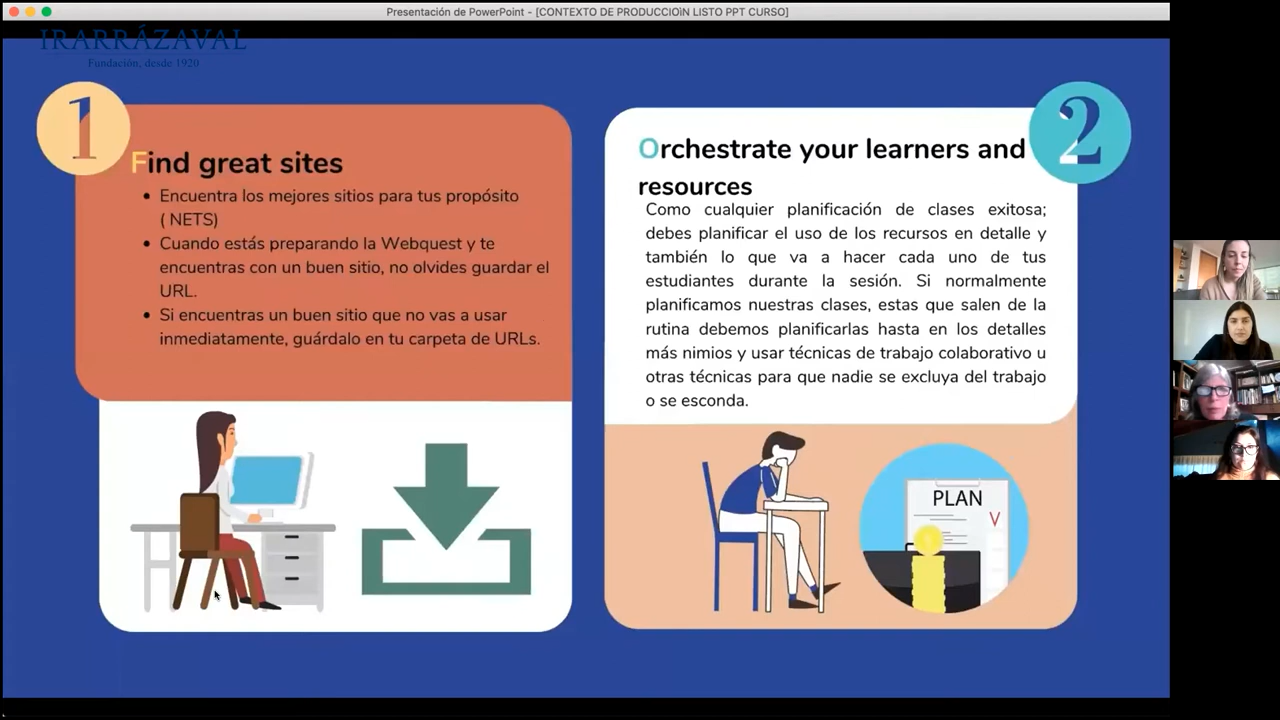 Presentación de PowerPoint - [CONTEXTO DE PRODUCCIOÌN LISTO PPT CURSO]
IRARRÁZAVAL
Fundación, desde 1920
1
Find great sites
• Encuentra los mejores sitios para tus propósito
( NETS)
• Cuando estás preparando la Webquest y te
encuentras con un buen sitio, no olvides guardar el
URL.
• Si encuentras un buen sitio que no vas a usar
inmediatamente, guárdalo en tu carpeta de URLs.
2
Orchestrate your learners and
resources
Como cualquier planificación de clases exitosa;
debes planificar el uso de los recursos en detalle y
también lo que va a hacer cada uno de tus
estudiantes durante la sesión. Si normalmente
planificamos nuestras clases, estas que salen de la
rutina debemos planificarlas hasta en los detalles
más nimios y usar técnicas de trabajo colaborativo u
otras técnicas para que nadie se excluya del trabajo
o se esconda.
PLAN